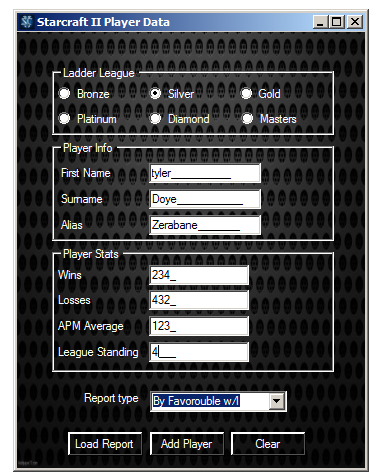 Starcraft II Player Data
Ladder League
Bronze Silver Gold
Platinum Diamond Masters
Player Info
First Name tyler__________
Surname Doye___________
Alias Zerabane_______
Player Stats
Wins 234_
Losses 432_
APM Average 123_
League Standing 4___
Report type By Favorouble w/l
Load Report Add Player Clear